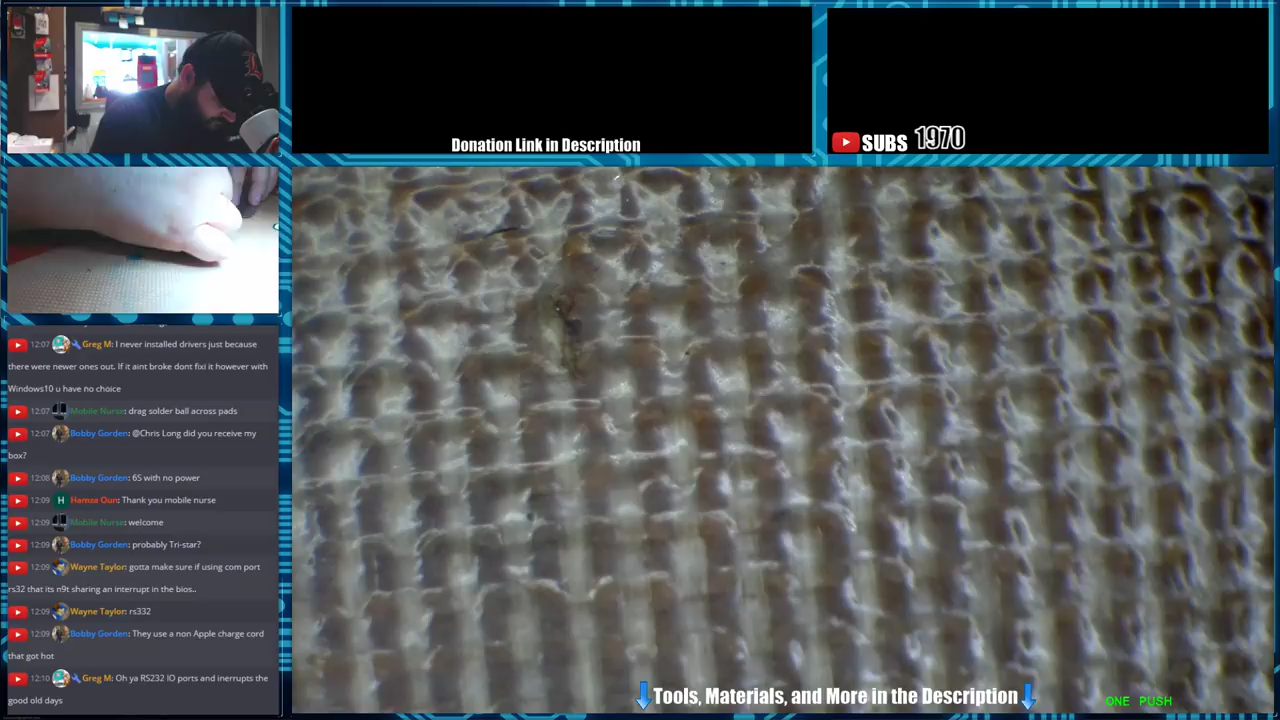 Donation Link in Description
SUBS 1970
12:07 Greg M: I never installed drivers just because
there were newer ones out. If it aint broke dont fixi it however with
Windows10 u have no choice
12:07 Mobile Nurse: drag solder ball across pads
12:07 Bobby Gorden: @Chris Long did you receive my
box?
12:08 Bobby Gorden: 6S with no power
12:09 H Hamza Oun: Thank you mobile nurse
12:09 Mobile Nurse: welcome
12:09 Bobby Gorden: probably Tri-star?
12:09 Wayne Taylor: gotta make sure if using com port
rs32 that its n9t sharing an interrupt in the bios..
12:09 Wayne Taylor: rs332
12:09 Bobby Gorden: They use a non Apple charge cord
that got hot
12:10 Greg M: Oh ya RS232 IO ports and inerrupts the
good old days
Tools, Materials, and More in the Description
ONE PUSH